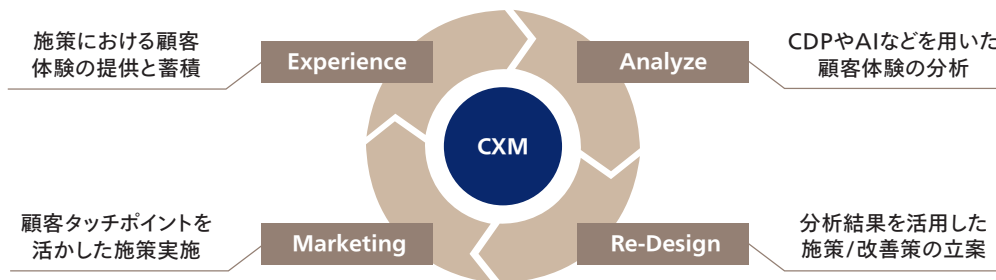 施策における顧客
体験の提供と蓄積
Experience
Analyze
CDPやAIなどを用いた
顧客体験の分析
CXM
顧客タッチポイントを
活かした施策実施
Marketing
Re-Design
分析結果を活用した
施策/改善策の立案